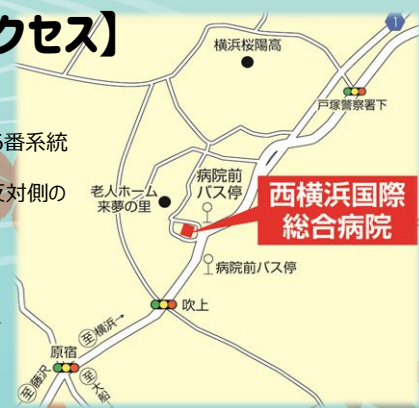 クセス】
番系統
反対側の
横浜桜陽高
1
戸塚警察署下
病院前
バス停
老人ホーム
来夢の里
西横浜国際
総合病院
病院前バス停
吹上
至横浜→
原宿
至藤沢
至大船